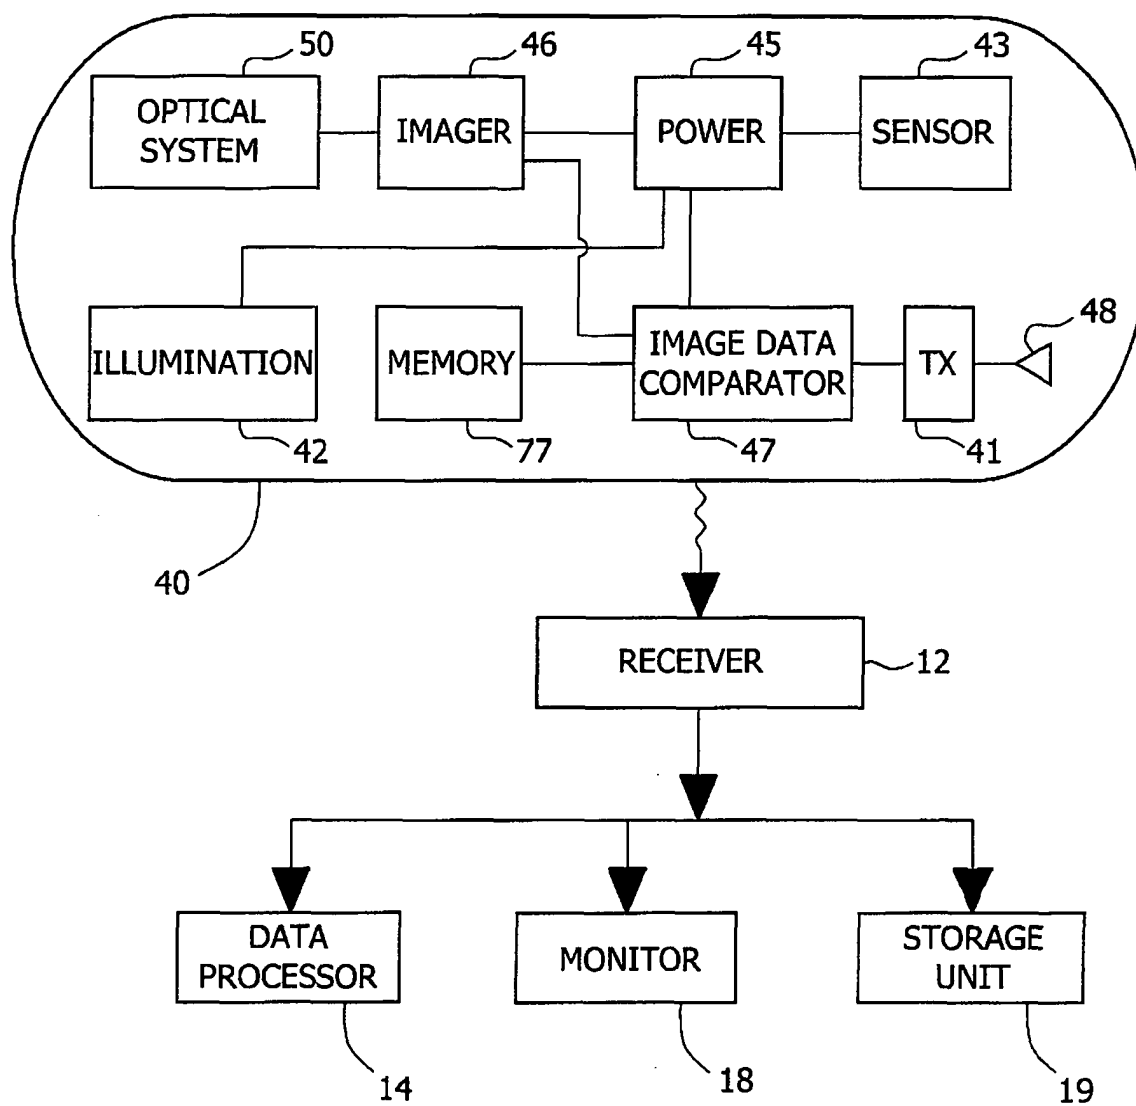 50
46
45
43
OPTICAL
SYSTEM
IMAGER
POWER
SENSOR
ILLUMINATION
MEMORY
IMAGE DATA
COMPARATOR
TX
48
42
77
47
41
40
RECEIVER
12
DATA
PROCESSOR
MONITOR
STORAGE
UNIT
14
18
19